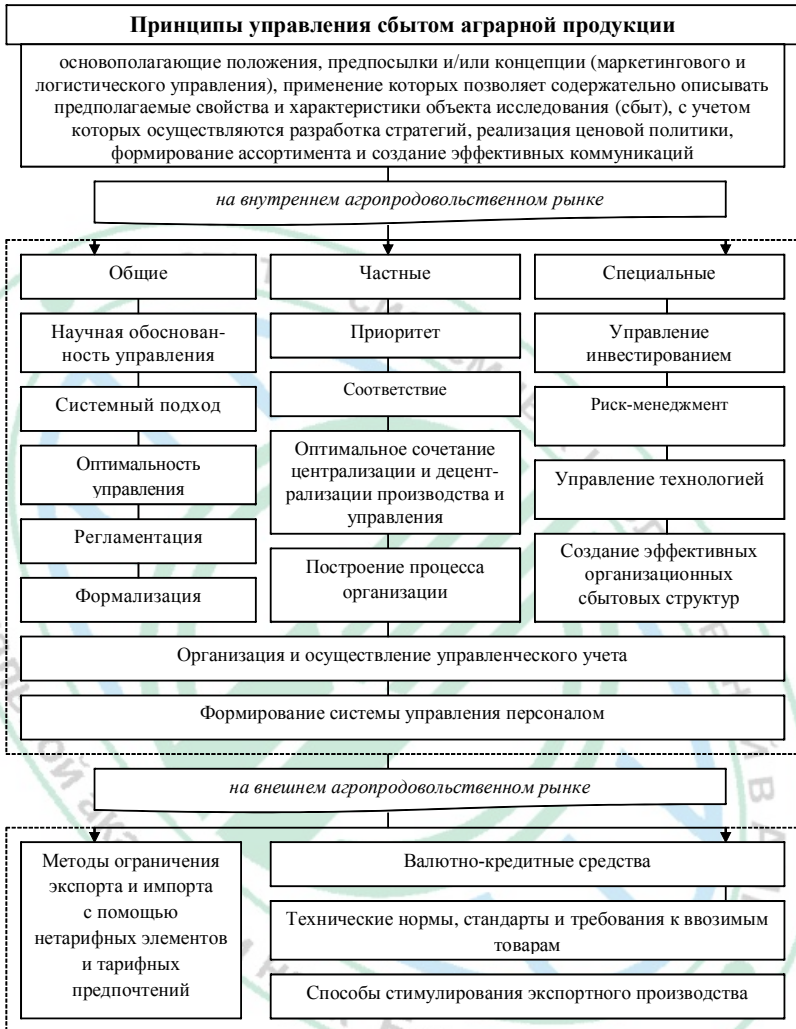 Принципы управления сбытом аграрной продукции
основополагающие положения, предпосылки и/или концепции (маркетингового и
логистического управления), применение которых позволяет содержательно описывать
предполагаемые свойства и характеристики объекта исследования (сбыт), с учетом
которых осуществляются разработка стратегий, реализация ценовой политики,
формирование ассортимента и создание эффективных коммуникаций
на внутреннем агропродовольственном рынке
Общие
Научная обоснован-
ность управления
Системный подход
Оптимальность
управления
Регламентация
Формализация
Частные
Приоритет
Соответствие
Оптимальное сочетание
централизации и децент-
рализации производства и
управления
Построение процесса
организации
Специальные
Управление
инвестированием
Риск-менеджмент
Управление технологией
Создание эффективных
организационных
сбытовых структур
Организация и осуществление управленческого учета
Формирование системы управления персоналом
на внешнем агропродовольственном рынке
Методы ограничения
экспорта и импорта
с помощью
нетарифных элементов
и тарифных
предпочтений
Валютно-кредитные средства
Технические нормы, стандарты и требования к ввозимым
товарам
Способы стимулирования экспортного производства